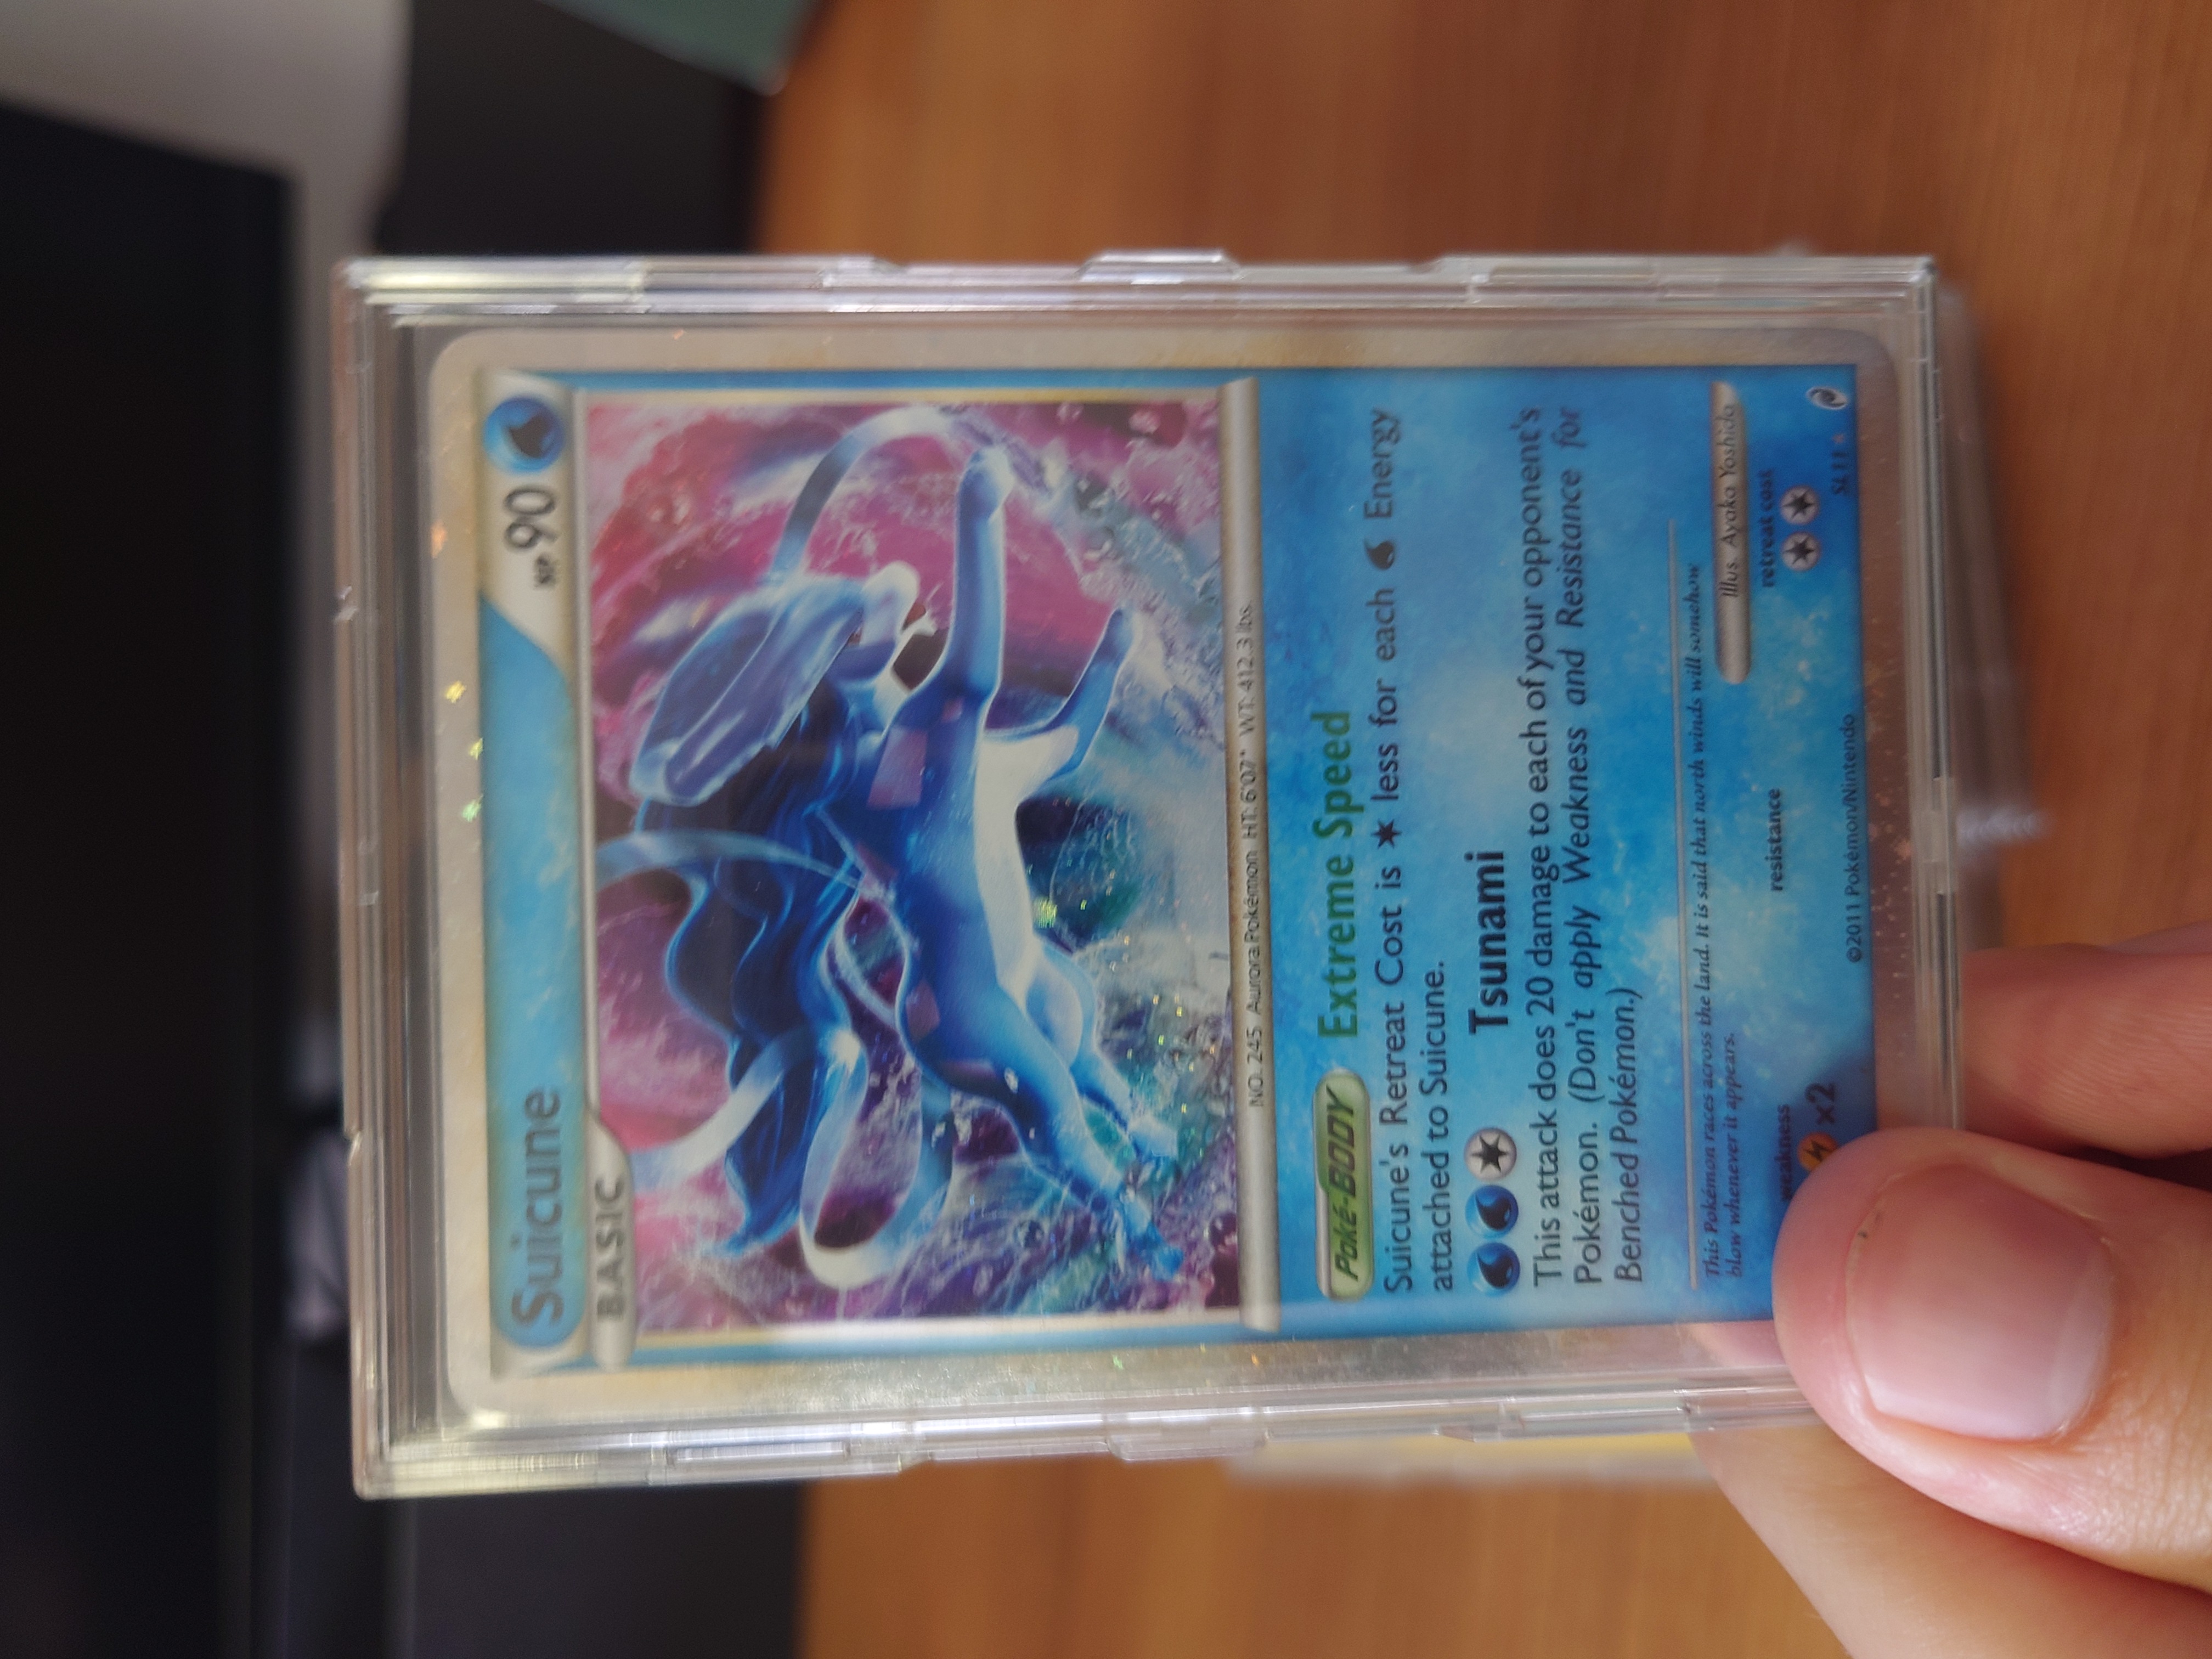 Suicune
HP 90
BASIC
NO. 245 Aurora Pokémon HT: 6'07" WT: 412.3 lbs.
Poké-BODY Extreme Speed
Suicune's Retreat Cost is less for each Energy
attached to Suicune.
Tsunami
This attack does 20 damage to each of your opponent's
Pokémon. (Don't apply Weakness and Resistance for
Benched Pokémon.)
This Pokémon races across the land. It is said that north winds will somehow
blow whenever it appears.
Illus. Ayaka Yoshida
weakness
x2
resistance
retreat cost
©2011 Pokémon/Nintendo
SL11